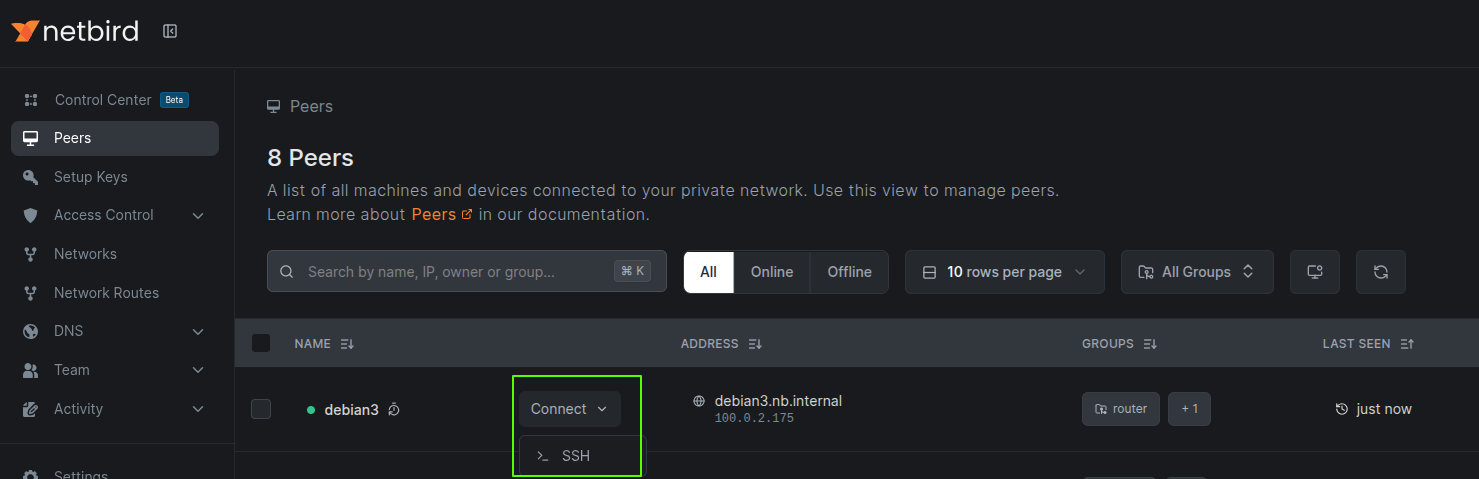 netbird
Control Center Beta
Peers
Setup Keys
Access Control
Networks
Network Routes
DNS
Team
Activity
Settings
Peers
8 Peers
A list of all machines and devices connected to your private network. Use this view to manage peers.
Learn more about Peers in our documentation.
Search by name, IP, owner or group... ⌘ K
All Online Offline
10 rows per page
All Groups
NAME ADDRESS GROUPS LAST SEEN
debian3 Connect debian3.nb.internal router + 1 just now
100.0.2.175
SSH